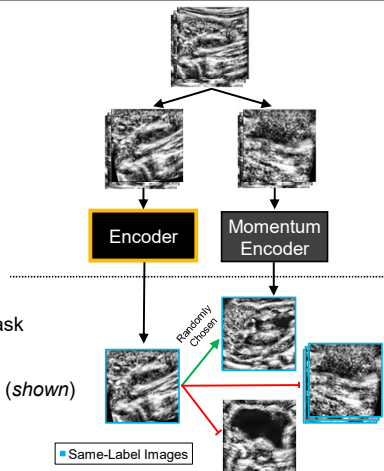 Encoder
Momentum
Encoder
ask
Randomly
Chosen
(shown)
Same-Label Images